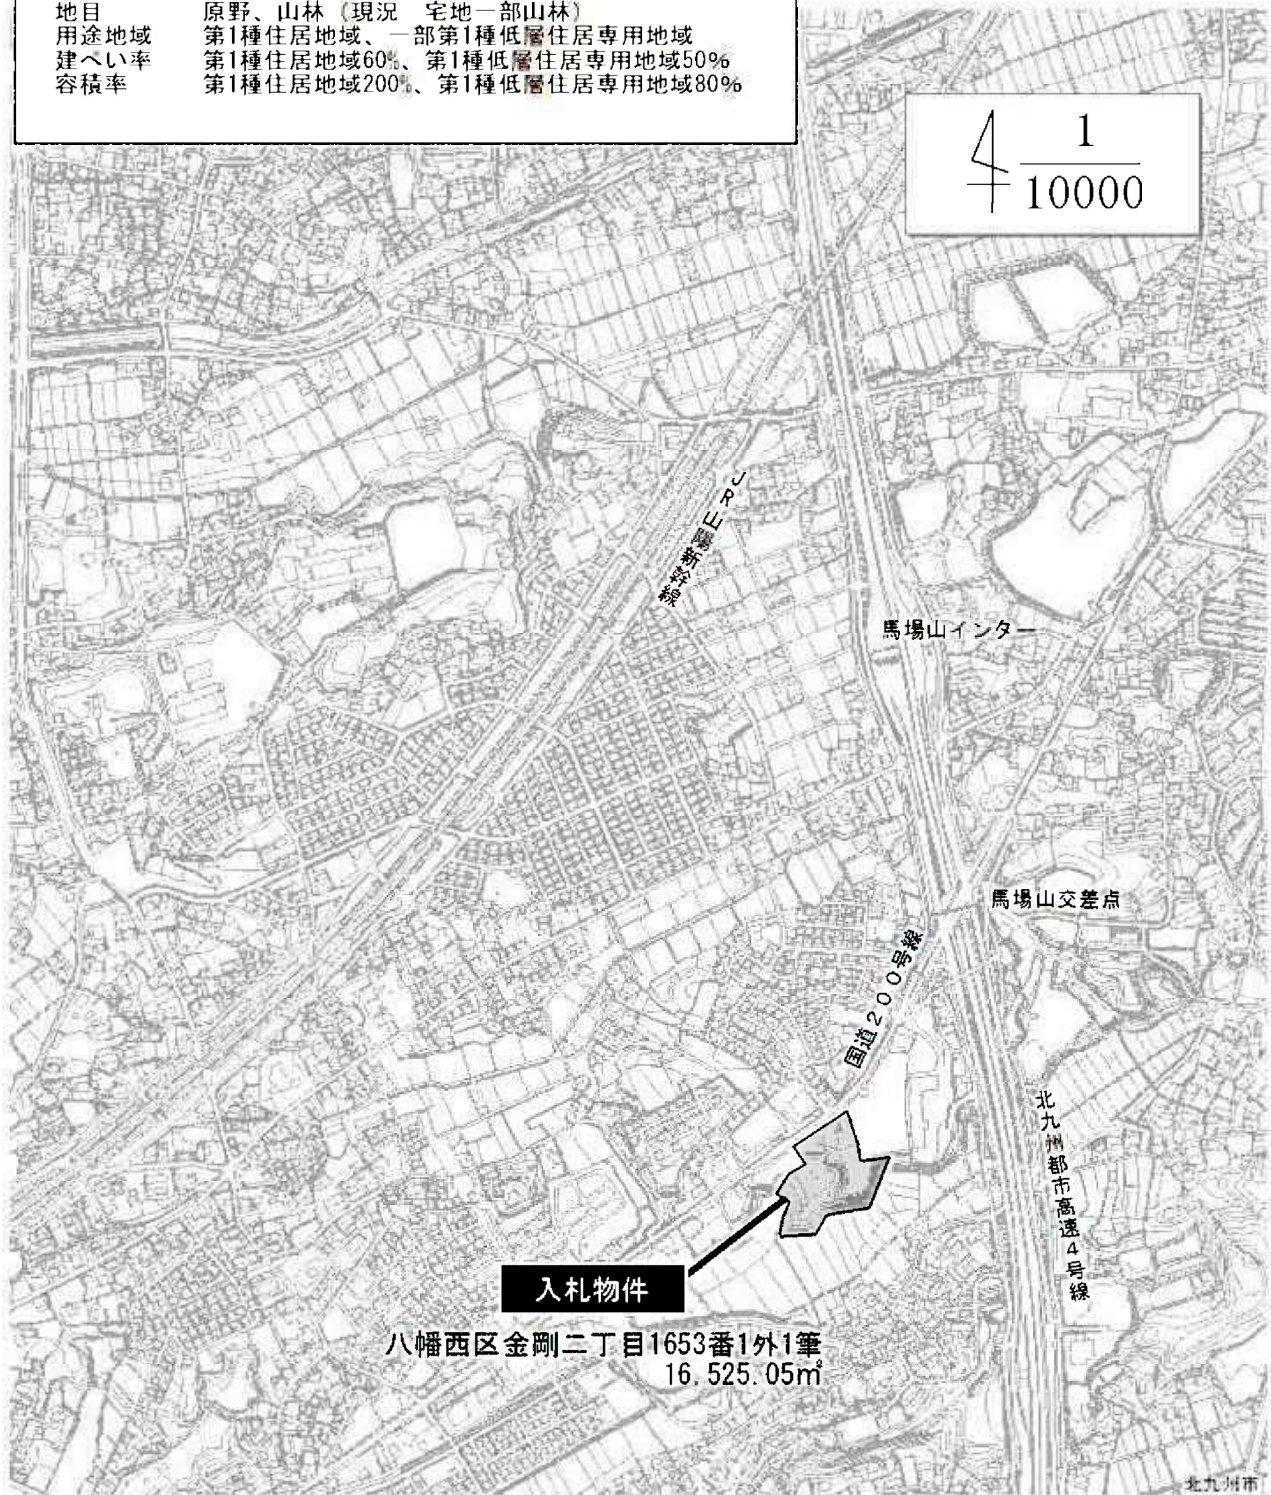 地目 原野、山林（現況 宅地一部山林）
用途地域 第1種住居地域、一部第1種低層住居専用地域
建ぺい率 第1種住居地域60%、第1種低層住居専用地域50%
容積率 第1種住居地域200%、第1種低層住居専用地域80%
1
10000
JR山陽新幹線
馬場山インター
馬場山交差点
国道200号線
北九州都市高速4号線
入札物件
八幡西区金剛二丁目1653番1外1筆
16,525.05㎡
北九州市